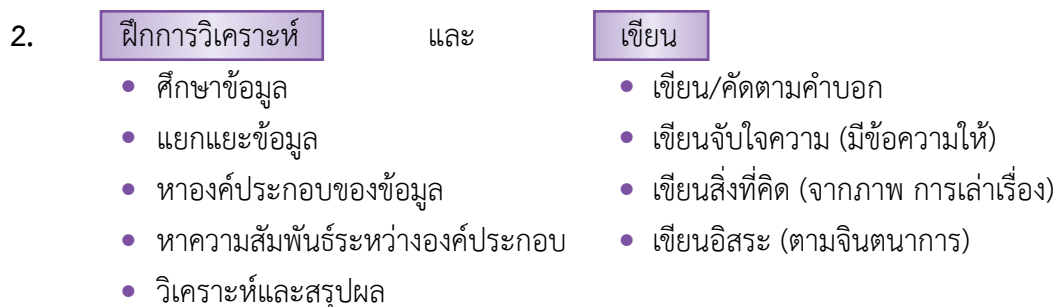 2. ฝึกการวิเคราะห์ และ เขียน
• ศึกษาข้อมูล • เขียน/คัดตามคำบอก
• แยกแยะข้อมูล • เขียนจับใจความ (มีข้อความให้)
• หาองค์ประกอบของข้อมูล • เขียนสิ่งที่คิด (จากภาพ การเล่าเรื่อง)
• หาความสัมพันธ์ระหว่างองค์ประกอบ • เขียนอิสระ (ตามจินตนาการ)
• วิเคราะห์และสรุปผล